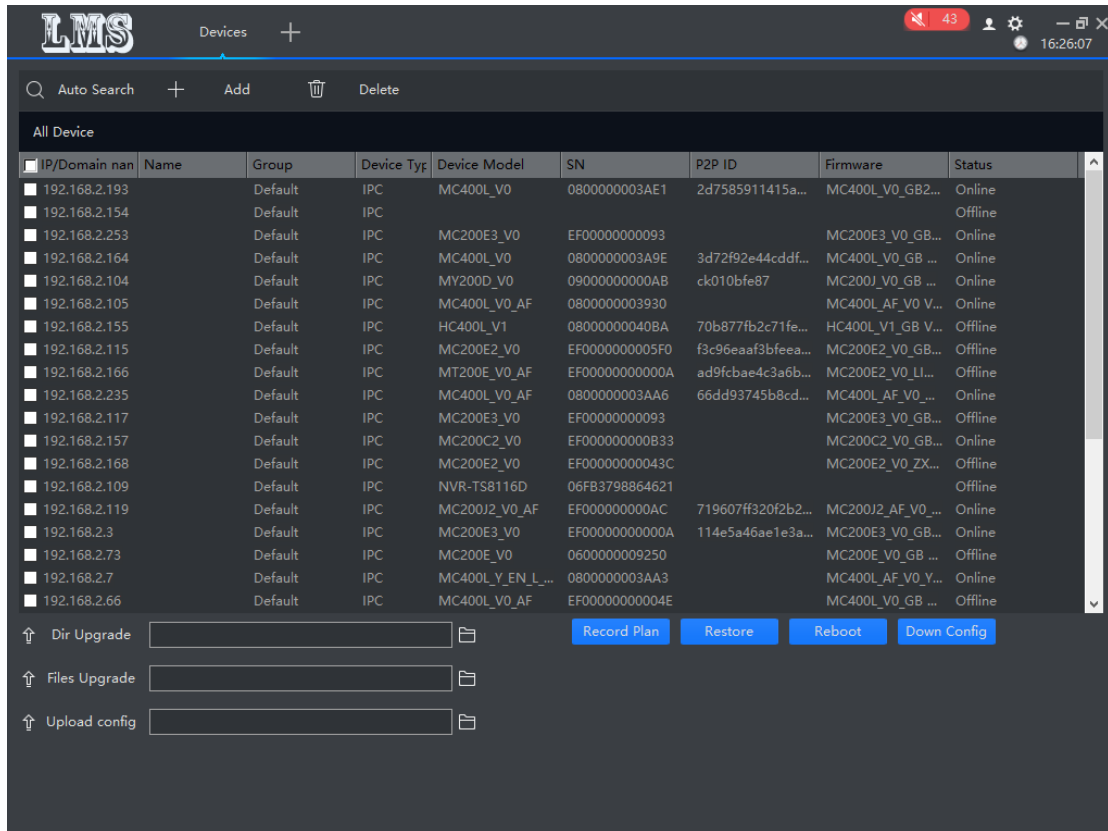 LMS Devices 43 16:26:07
Auto Search Add Delete
All Device
IP/Domain nan Name Group Device Typ Device Model SN P2P ID Firmware Status
192.168.2.193 Default IPC MC400L_V0 0800000003AE1 2d7585911415a... MC400L_V0_GB2... Online
192.168.2.154 Default IPC Offline
192.168.2.253 Default IPC MC200E3_V0 EF00000000093 MC200E3_V0_GB... Online
192.168.2.164 Default IPC MC400L_V0 0800000003A9E 3d72f92e44cddf... MC400L_V0_GB ... Online
192.168.2.104 Default IPC MY200D_V0 09000000000AB ck010bfe87 MC200J_V0_GB ... Online
192.168.2.105 Default IPC MC400L_V0_AF 0800000003930 MC400L_AF_V0 V... Online
192.168.2.155 Default IPC HC400L_V1 08000000040BA 70b877fb2c71fe... HC400L_V1_GB V... Offline
192.168.2.115 Default IPC MC200E2_V0 EF0000000005F0 f3c96eaaf3bfeea... MC200E2_V0_GB... Offline
192.168.2.166 Default IPC MT200E_V0_AF EF00000000000A ad9fcbae4c3a6b... MC200E2_V0_LI... Offline
192.168.2.235 Default IPC MC400L_V0_AF 0800000003AA6 66dd93745b8cd... MC400L_AF_V0_... Online
192.168.2.117 Default IPC MC200E3_V0 EF00000000093 MC200E3_V0_GB... Offline
192.168.2.157 Default IPC MC200C2_V0 EF000000000B33 MC200C2_V0_GB... Online
192.168.2.168 Default IPC MC200E2_V0 EF00000000043C MC200E2_V0_ZX... Offline
192.168.2.109 Default IPC NVR-TS8116D 06FB3798864621 Offline
192.168.2.119 Default IPC MC200J2_V0_AF EF000000000AC 719607ff320f2b2... MC200J2_AF_V0_... Online
192.168.2.3 Default IPC MC200E3_V0 EF00000000000A 114e5a46ae1e3a... MC200E3_V0_GB... Online
192.168.2.73 Default IPC MC200E_V0 0600000009250 MC200E_V0_GB ... Offline
192.168.2.7 Default IPC MC400L_Y_EN_L_... 0800000003AA3 MC400L_AF_V0_Y... Online
192.168.2.66 Default IPC MC400L_V0_AF EF00000000004E MC400L_V0_GB ... Offline
Dir Upgrade Record Plan Restore Reboot Down Config
Files Upgrade
Upload config